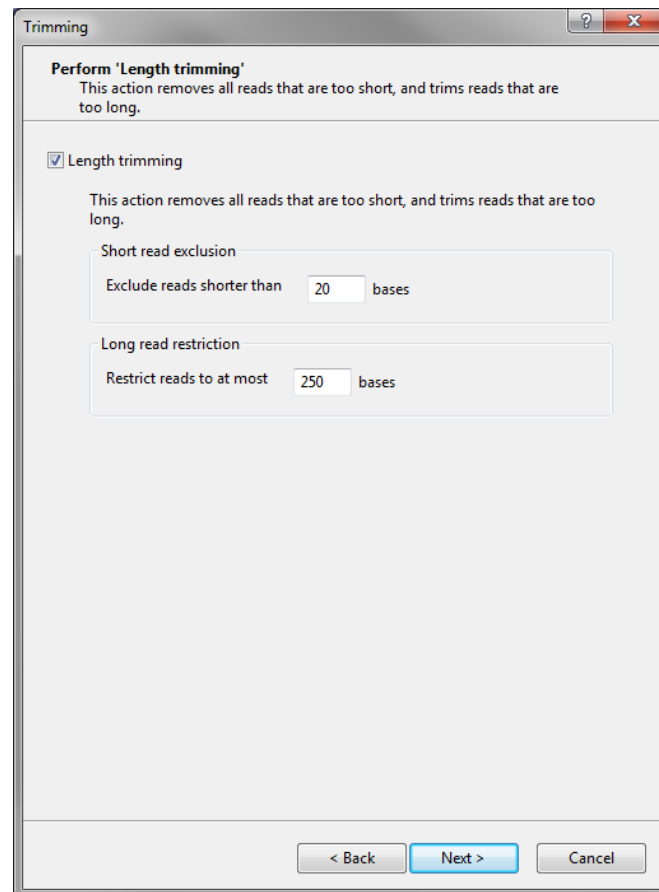 Trimming
Perform 'Length trimming'
This action removes all reads that are too short, and trims reads that are
too long.
Length trimming
This action removes all reads that are too short, and trims reads that are too
long.
Short read exclusion
Exclude reads shorter than 20 bases
Long read restriction
Restrict reads to at most 250 bases
< Back Next > Cancel